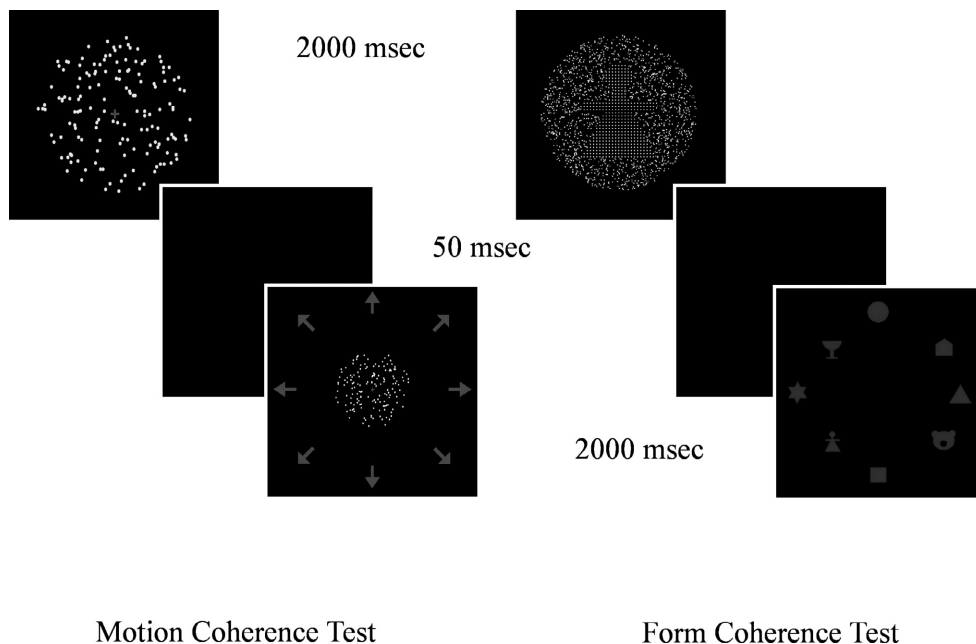 2000 msec
50 msec
2000 msec
Motion Coherence Test
Form Coherence Test